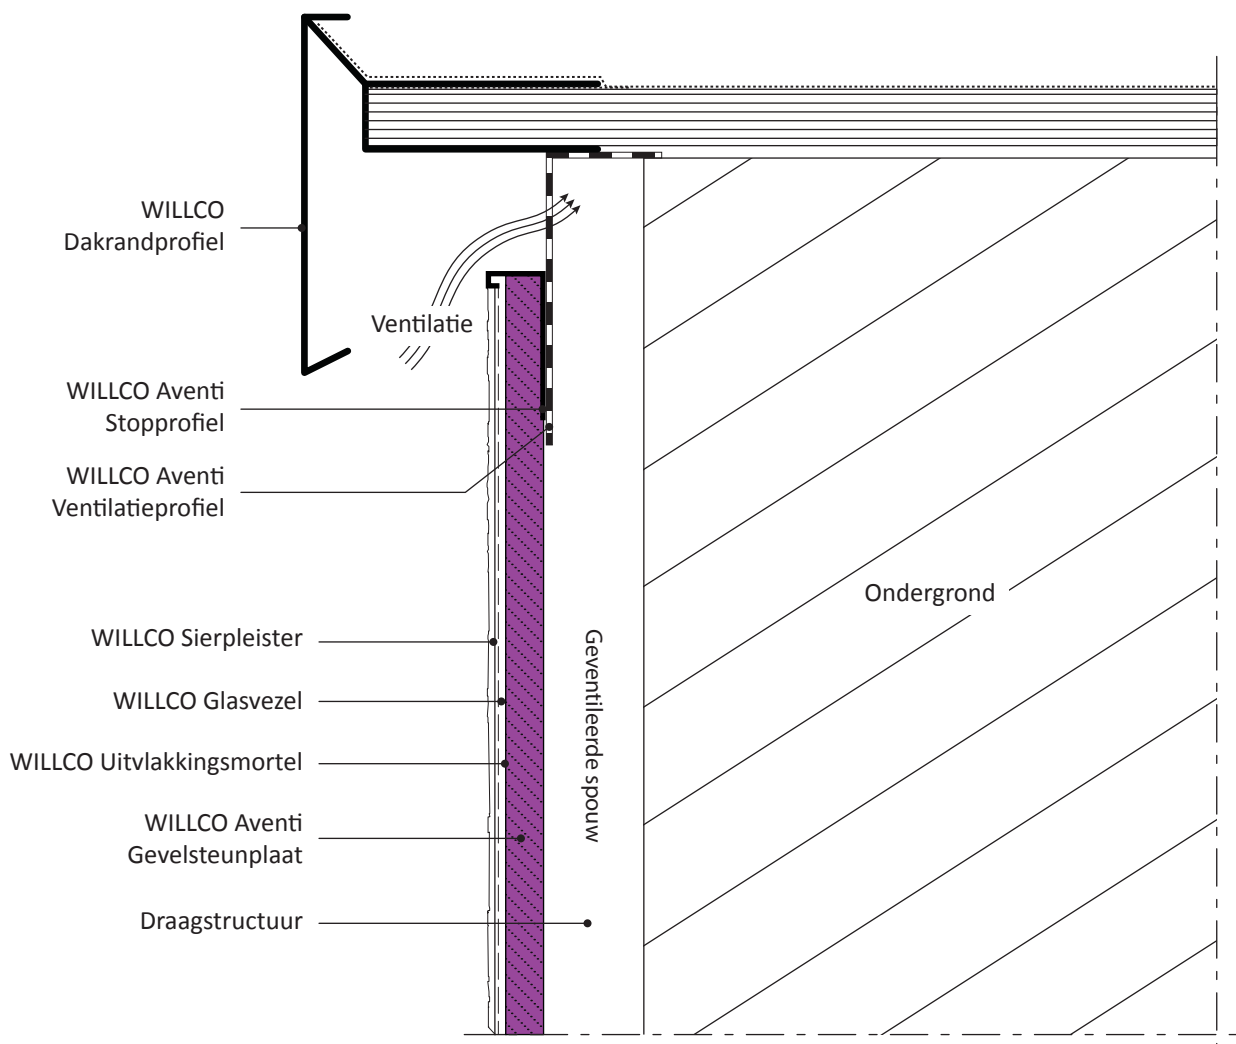 WILLCO
Dakrandprofiel
Ventilatie
WILLCO Aventi
Stopprofiel
WILLCO Aventi
Ventilatieprofiel
Ondergrond
WILLCO Sierpleister
Geventileerde spouw
WILLCO Glasvezel
WILLCO Uitvlakkingsmortel
WILLCO Aventi
Gevelsteunplaat
Draagstructuur